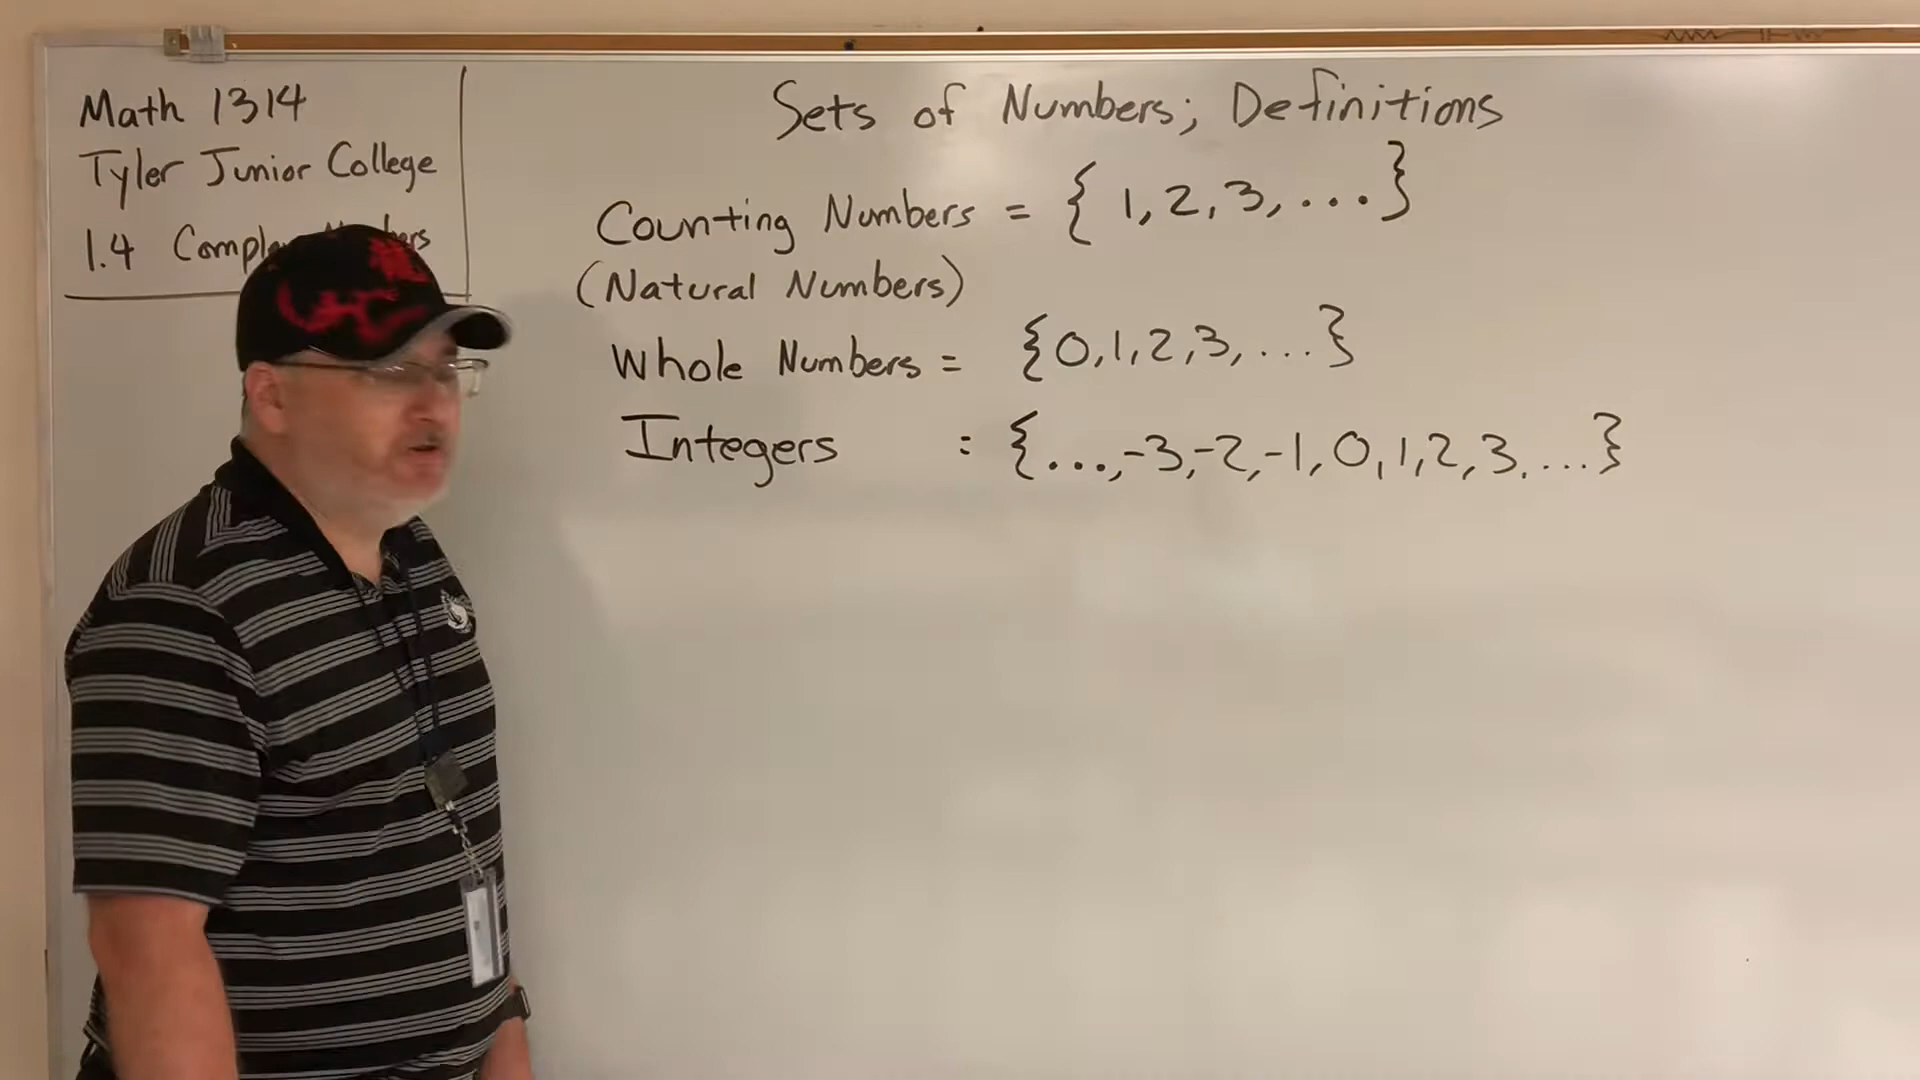 Math 1314
Tyler Junior College
1.4
Sets of Numbers; Definitions
Counting Numbers = { 1, 2, 3, ... }
(Natural Numbers)
Whole Numbers = {0, 1, 2, 3, ... }
Integers : {..., -3, -2, -1, 0, 1, 2, 3, ... }